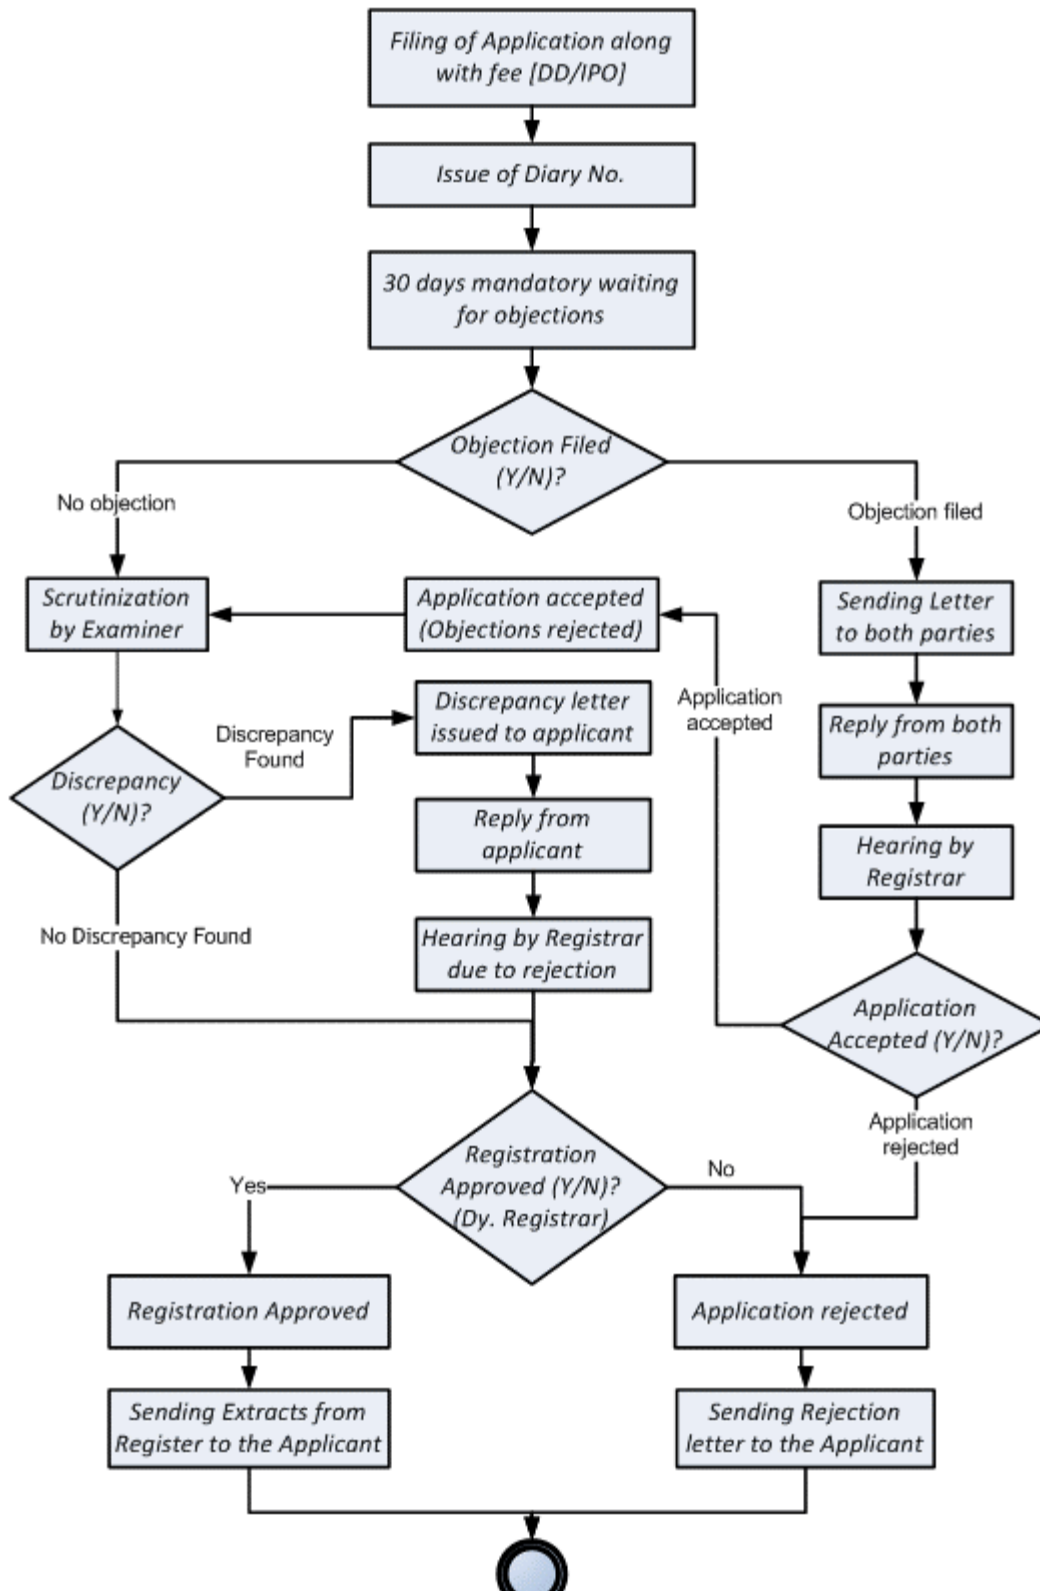 Filing of Application along
with fee [DD/IPO]
Issue of Diary No.
30 days mandatory waiting
for objections
Objection Filed
(Y/N)?
No objection
Objection filed
Scrutinization
by Examiner
Application accepted
(Objections rejected)
Sending Letter
to both parties
Discrepancy
Found
Discrepancy letter
issued to applicant
Application
accepted
Reply from both
parties
Discrepancy
(Y/N)?
Reply from
applicant
Hearing by
Registrar
No Discrepancy Found
Hearing by Registrar
due to rejection
Application
Accepted (Y/N)?
Application
rejected
Registration
Approved (Y/N)?
(Dy. Registrar)
Yes
No
Registration Approved
Application rejected
Sending Extracts from
Register to the Applicant
Sending Rejection
letter to the Applicant